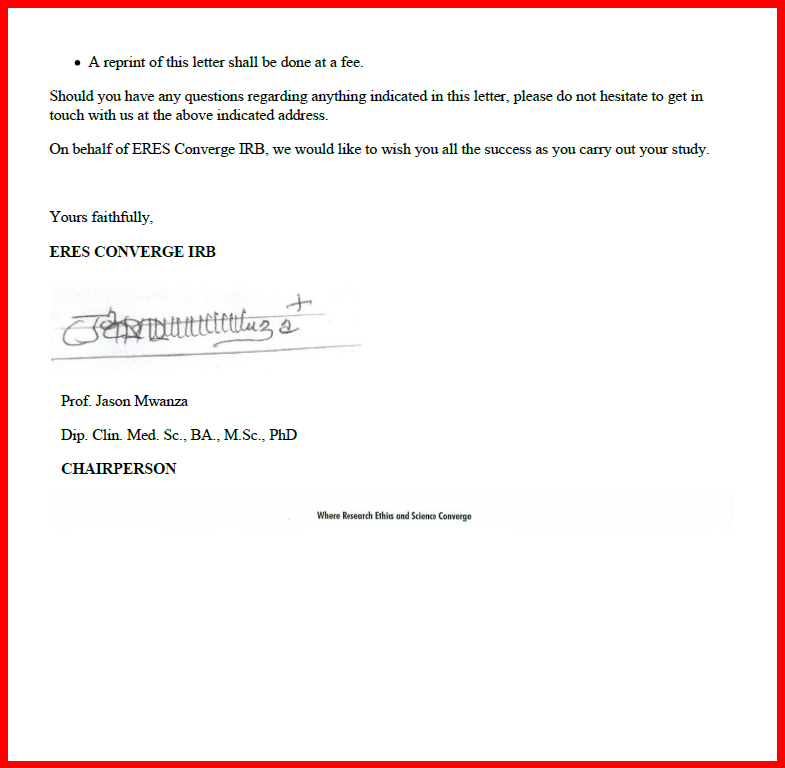 • A reprint of this letter shall be done at a fee.
Should you have any questions regarding anything indicated in this letter, please do not hesitate to get in
touch with us at the above indicated address.
On behalf of ERES Converge IRB, we would like to wish you all the success as you carry out your study.
Yours faithfully,
ERES CONVERGE IRB
Prof. Jason Mwanza
Dip. Clin. Med. Sc., BA., M.Sc., PhD
CHAIRPERSON
Where Research Ethics and Science Converge